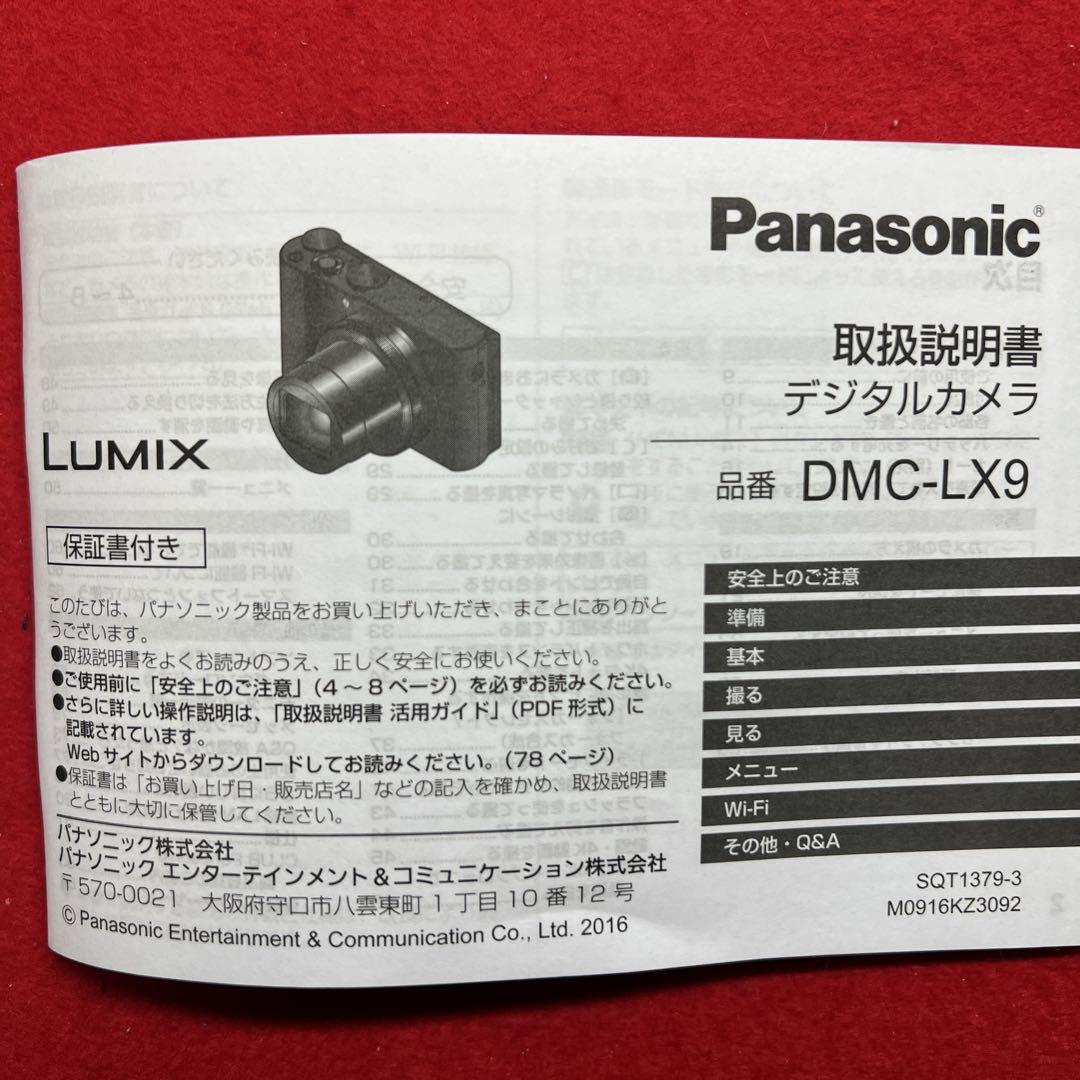 Panasonic®
取扱説明書
デジタルカメラ
LUMIX
品番 DMC-LX9
保証書付き
このたびは、パナソニック製品をお買い上げいただき、まことにありがと
うございます。
●取扱説明書をよくお読みのうえ、正しく安全にお使いください。
●ご使用前に「安全上のご注意」（4～8ページ）を必ずお読みください。
●さらに詳しい操作説明は、「取扱説明書 活用ガイド」（PDF形式）に
記載されています。
Webサイトからダウンロードしてお読みください。（78ページ）
●保証書は「お買い上げ日・販売店名」などの記入を確かめ、取扱説明書
とともに大切に保管してください。
パナソニック株式会社
パナソニック エンターテインメント＆コミュニケーション株式会社
〒570-0021 大阪府守口市八雲東町1丁目10番12号
© Panasonic Entertainment & Communication Co., Ltd. 2016
安全上のご注意
準備
基本
撮る
見る
メニュー
Wi-Fi
その他・Q&A
SQT1379-3
M0916KZ3092